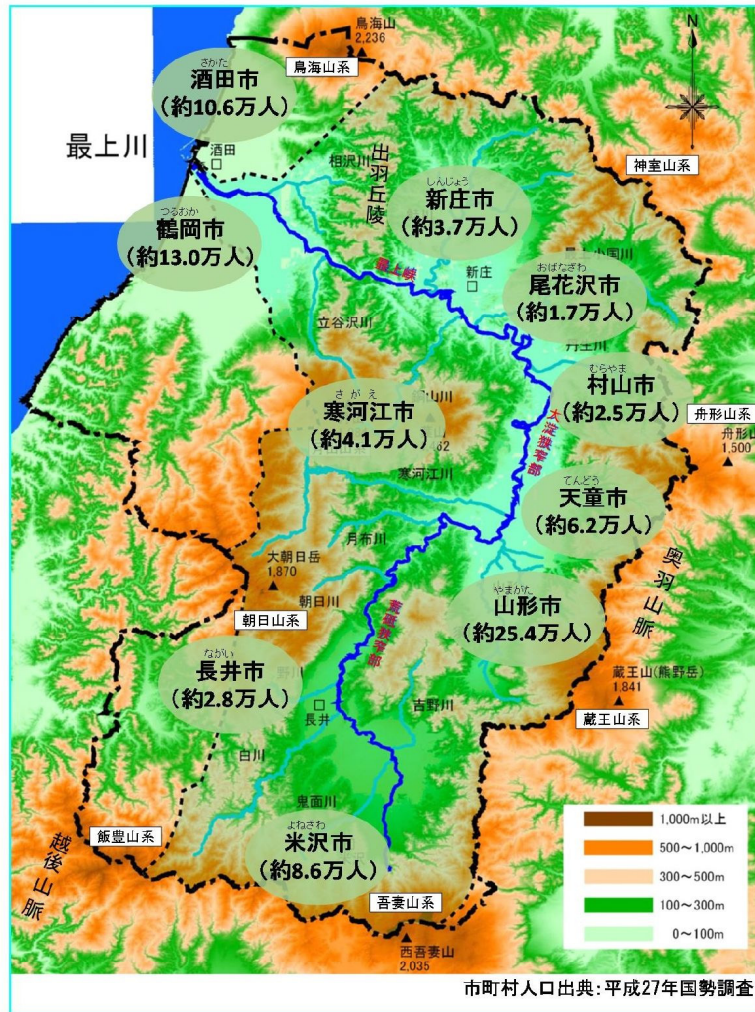 鳥海山
2,236
鳥海山系
さかた
酒田市
(約10.6万人)
N
最上川
酒田
相沢川
出羽丘陵
神室山系
しんじょう
新庄市
(約3.7万人)
つるおか
鶴岡市
(約13.0万人)
最上峡
新庄
おばなざわ
尾花沢市
(約1.7万人)
立谷沢川
丹生川
むらやま
村山市
(約2.5万人)
舟形山系
舟形山
1,500
さがえ
寒河江市
(約4.1万人)
大淀狭窄部
寒河江川
てんどう
天童市
(約6.2万人)
月布川
大朝日岳
1,870
奥羽山脈
朝日川
朝日山系
やまがた
山形市
(約25.4万人)
荒砥狭窄部
ながい
長井市
(約2.8万人)
野川
長井
吉野川
蔵王山(熊野岳)
1,841
蔵王山系
白川
鬼面川
飯豊山系
越後山脈
よねざわ
米沢市
(約8.6万人)
吾妻山系
西吾妻山
2,035
1,000m以上
500～1,000m
300～500m
100～300m
0～100m
市町村人口出典:平成27年国勢調査